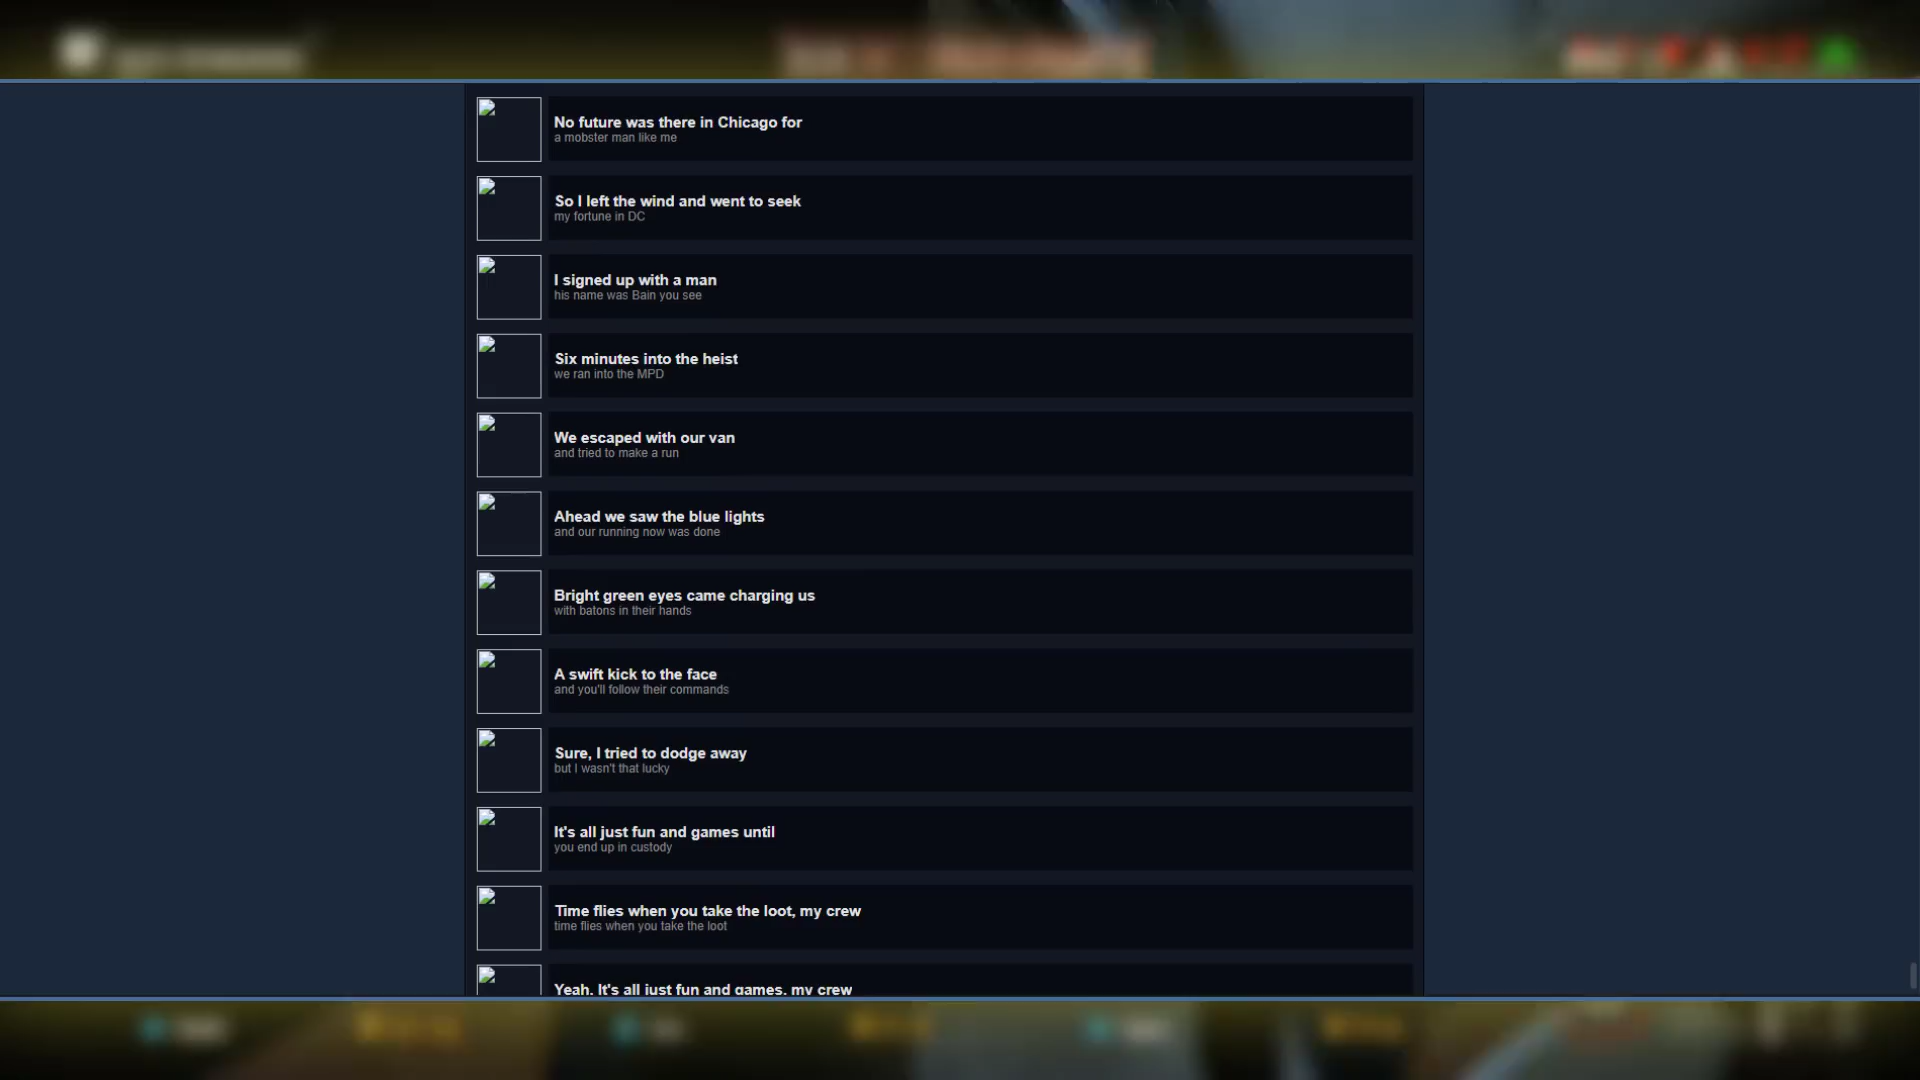 No future was there in Chicago for
a mobster man like me
So I left the wind and went to seek
my fortune in DC
I signed up with a man
his name was Bain you see
Six minutes into the heist
we ran into the MPD
We escaped with our van
and tried to make a run
Ahead we saw the blue lights
and our running now was done
Bright green eyes came charging us
with batons in their hands
A swift kick to the face
and you'll follow their commands
Sure, I tried to dodge away
but I wasn't that lucky
It's all just fun and games until
you end up in custody
Time flies when you take the loot, my crew
time flies when you take the loot
Yeah. It's all just fun and games, my crew